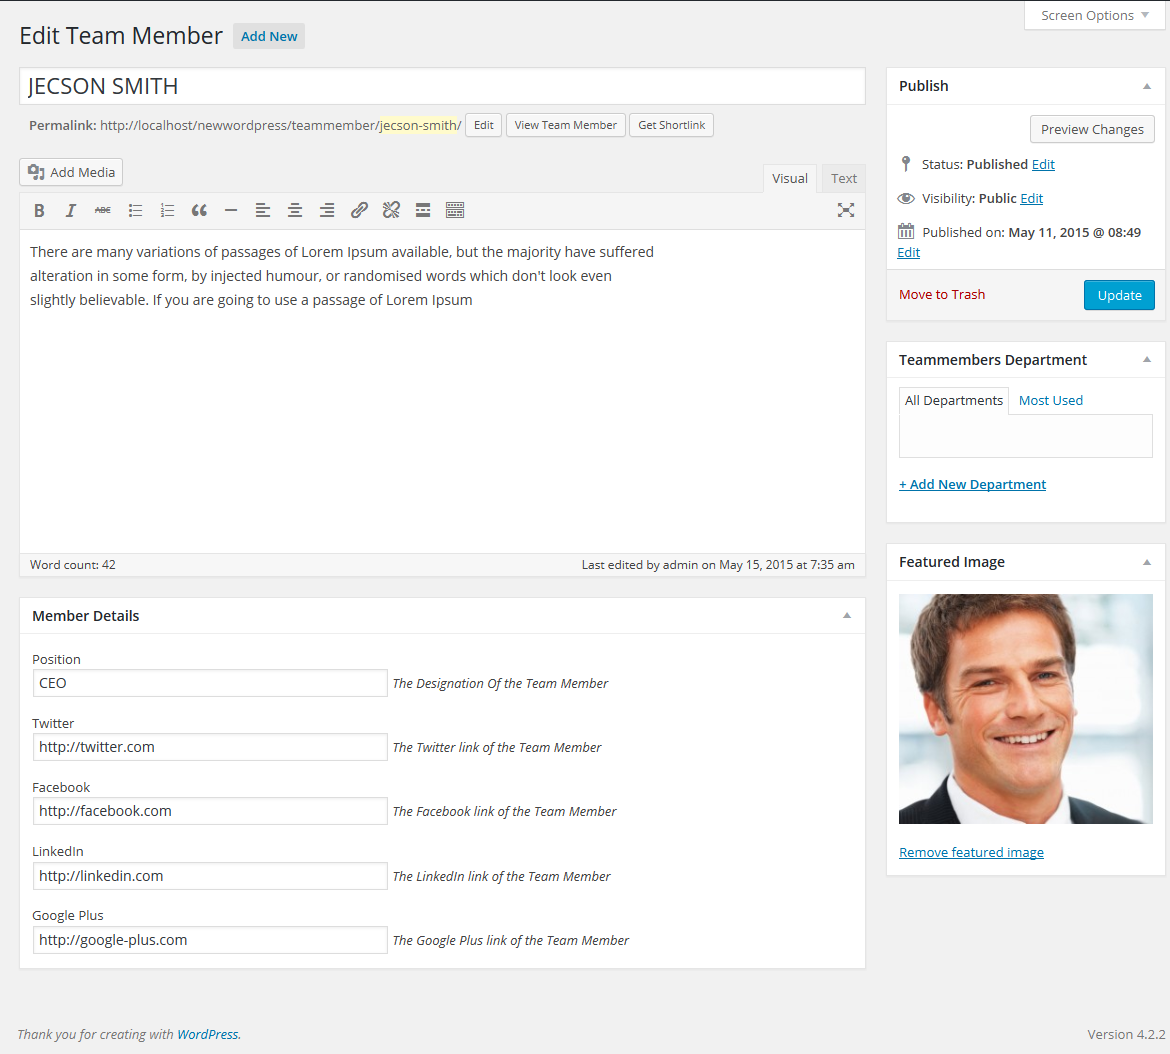 Screen Options
Edit Team Member Add New
JECSON SMITH
Permalink: http://localhost/newwordpress/teammember/jecson-smith/ Edit View Team Member Get Shortlink
Add Media
Visual Text
B I ABC
There are many variations of passages of Lorem Ipsum available, but the majority have suffered
alteration in some form, by injected humour, or randomised words which don't look even
slightly believable. If you are going to use a passage of Lorem Ipsum
Word count: 42 Last edited by admin on May 15, 2015 at 7:35 am
Member Details
Position
CEO The Designation Of the Team Member
Twitter
http://twitter.com The Twitter link of the Team Member
Facebook
http://facebook.com The Facebook link of the Team Member
LinkedIn
http://linkedin.com The LinkedIn link of the Team Member
Google Plus
http://google-plus.com The Google Plus link of the Team Member
Publish
Preview Changes
Status: Published Edit
Visibility: Public Edit
Published on: May 11, 2015 @ 08:49
Edit
Move to Trash Update
Teammembers Department
All Departments Most Used
+ Add New Department
Featured Image
Remove featured image
Thank you for creating with WordPress. Version 4.2.2